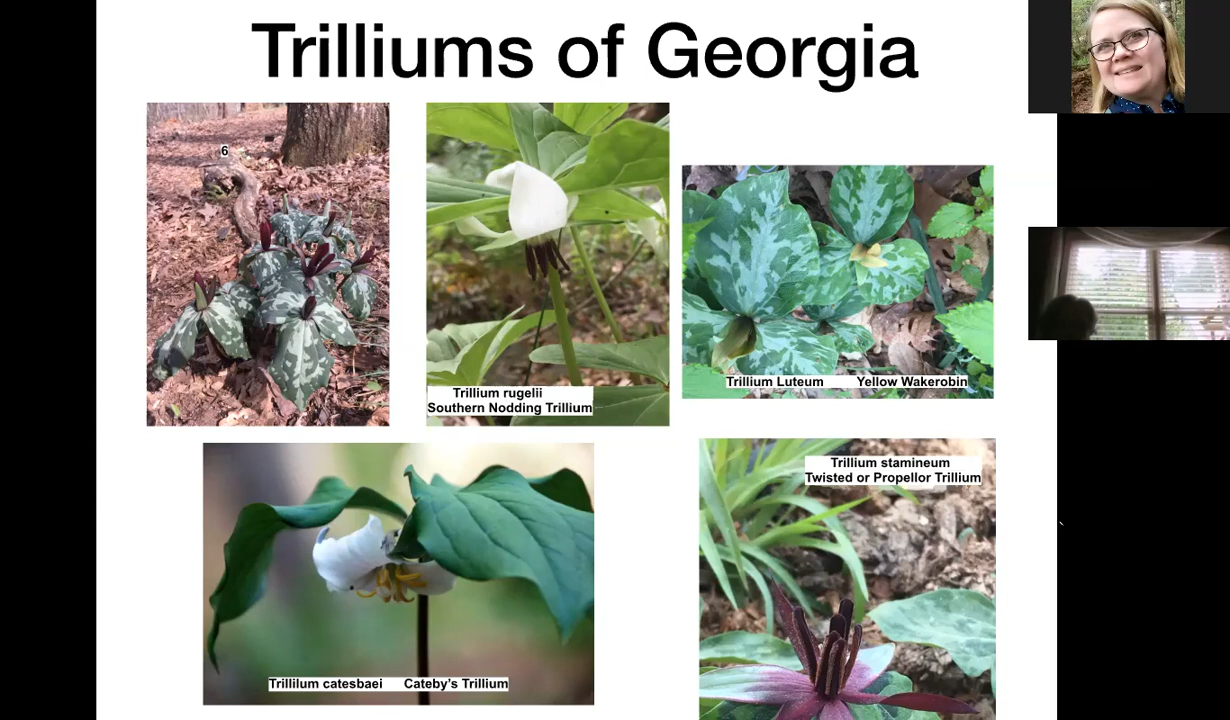 Trilliums of Georgia
6
Trillium rugelii
Southern Nodding Trillium
Trillium Luteum Yellow Wakerobin
Trillilum catesbaei Cateby's Trillium
Trillium stamineum
Twisted or Propellor Trillium